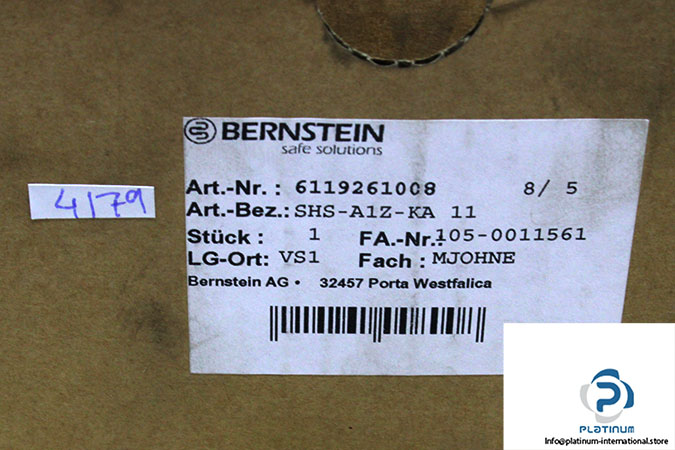 BERNSTEIN
safe solutions
Art.-Nr. : 6119261008 8/ 5
Art.-Bez.: SHS-A1Z-KA 11
Stück : 1 FA.-Nr.: 105-0011561
LG-Ort: VS1 Fach : MJOHNE
Bernstein AG • 32457 Porta Westfalica
4179
PLATINUM
Info@platinum-international.store